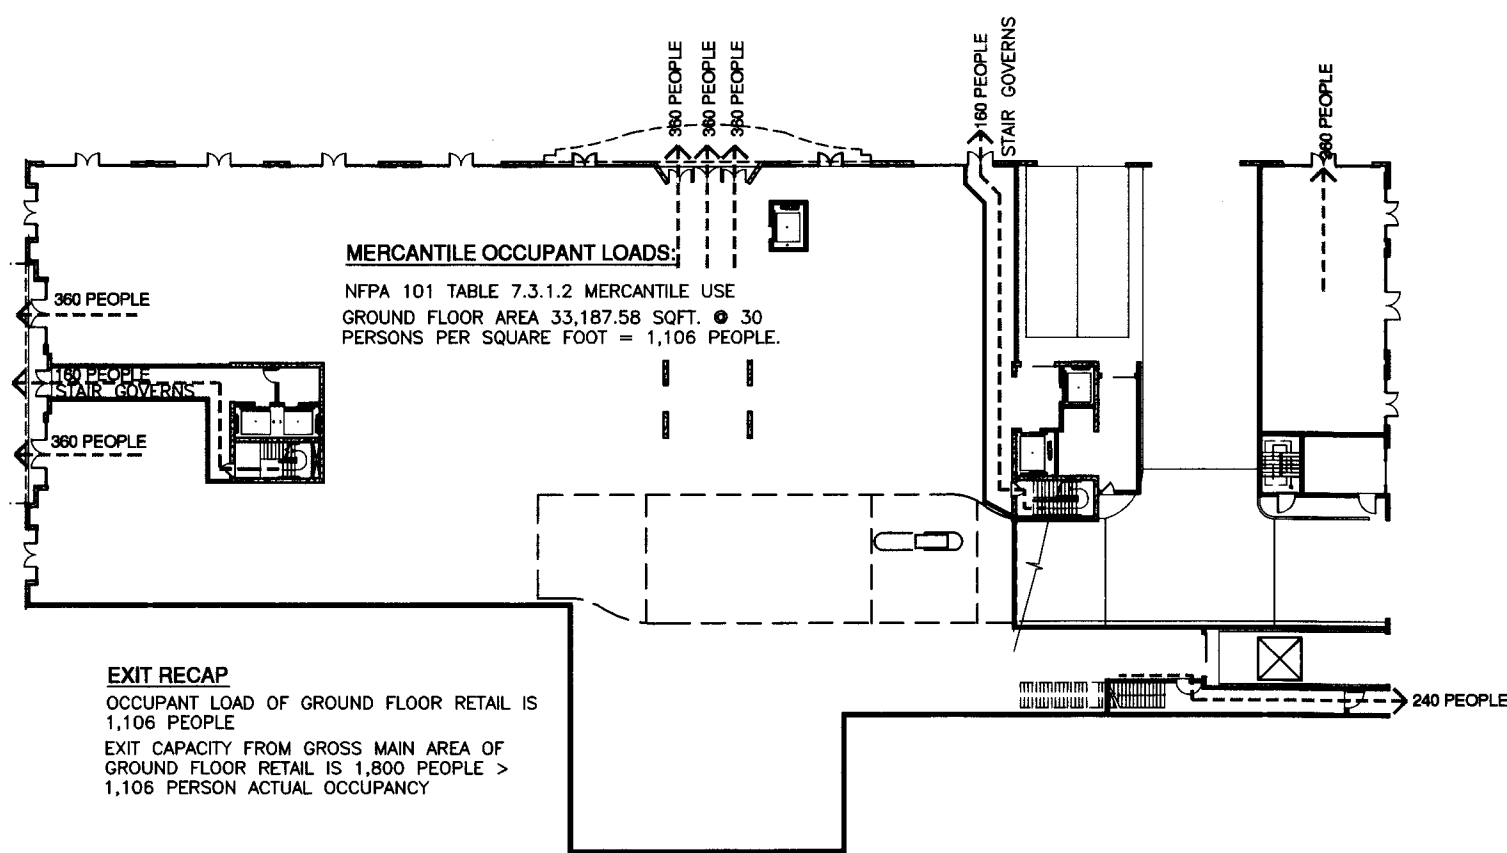 360 PEOPLE
360 PEOPLE
360 PEOPLE
160 PEOPLE
STAIR GOVERNS
360 PEOPLE
MERCANTILE OCCUPANT LOADS:
NFPA 101 TABLE 7.3.1.2 MERCANTILE USE
GROUND FLOOR AREA 33,187.58 SQFT. @ 30
PERSONS PER SQUARE FOOT = 1,106 PEOPLE.
360 PEOPLE
160 PEOPLE
STAIR GOVERNS
360 PEOPLE
EXIT RECAP
OCCUPANT LOAD OF GROUND FLOOR RETAIL IS
1,106 PEOPLE
EXIT CAPACITY FROM GROSS MAIN AREA OF
GROUND FLOOR RETAIL IS 1,800 PEOPLE >
1,106 PERSON ACTUAL OCCUPANCY
240 PEOPLE